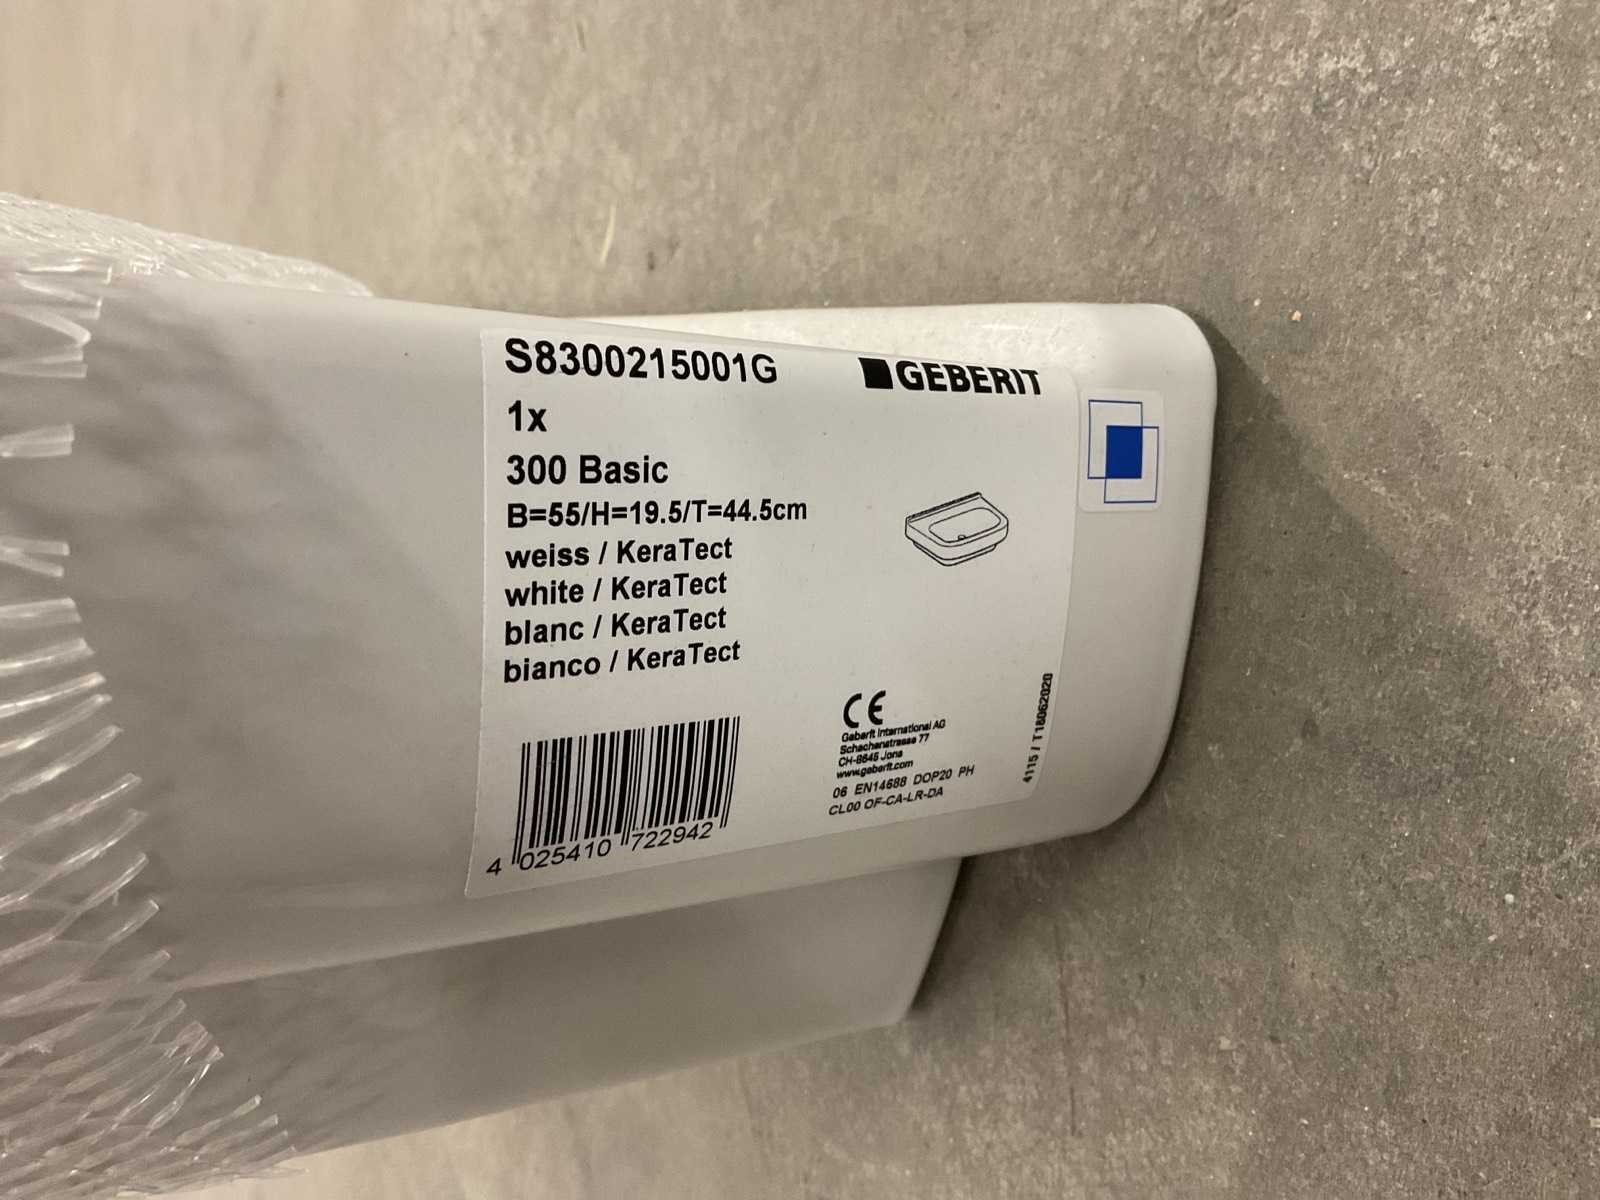 S8300215001G
GEBERIT
1x
300 Basic
B=55/H=19.5/T=44.5cm
weiss / KeraTect
white / KeraTect
blanc / KeraTect
bianco / KeraTect
4 025410 722942
CE
Geberit International AG
Schachenstrasse 77
CH-8645 Jona
www.geberit.com
06 EN14688 DOP20 PH
CL00 OF-CA-LR-DA
4115 / T18062020